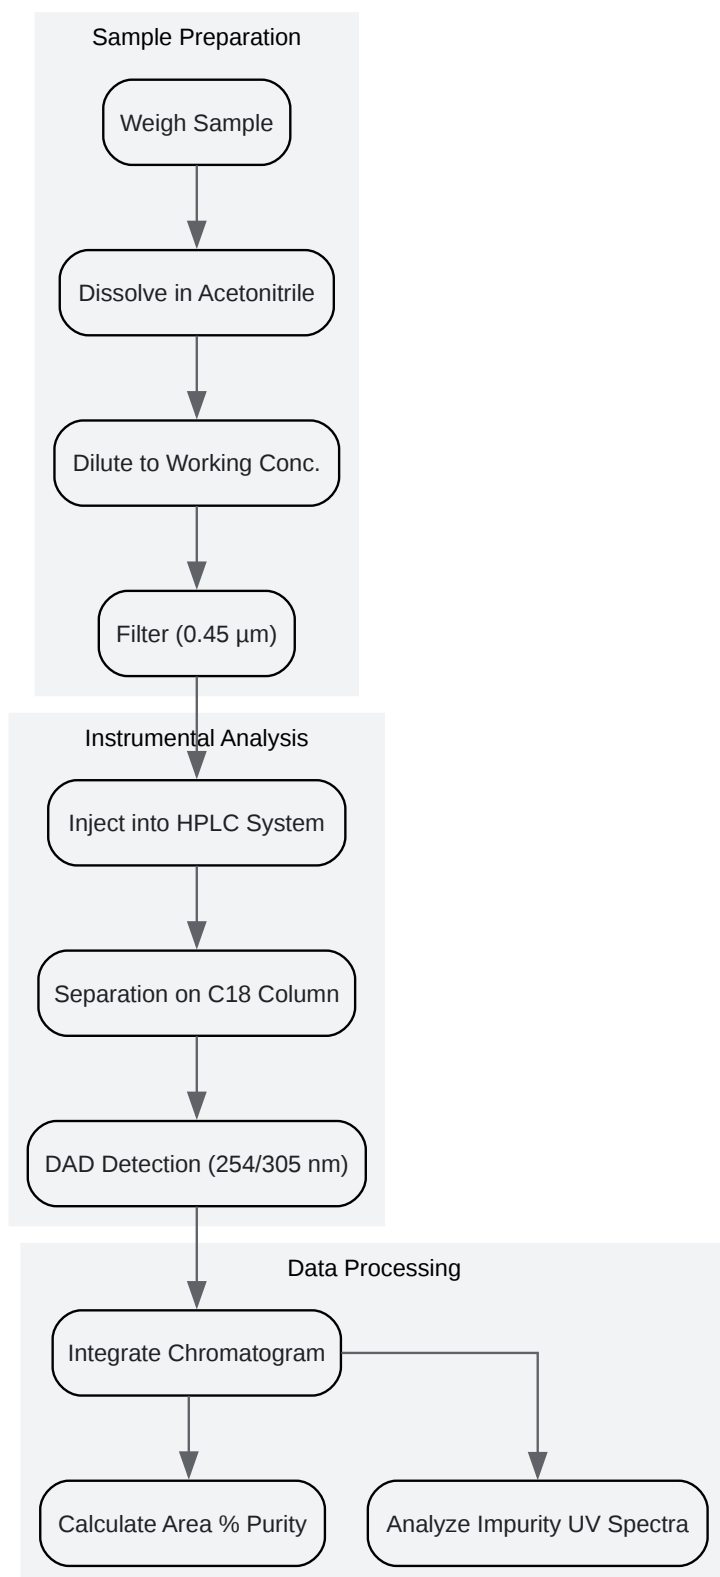 Sample Preparation
Weigh Sample
Dissolve in Acetonitrile
Dilute to Working Conc.
Filter (0.45 µm)
Instrumental Analysis
Inject into HPLC System
Separation on C18 Column
DAD Detection (254/305 nm)
Data Processing
Integrate Chromatogram
Calculate Area % Purity
Analyze Impurity UV Spectra